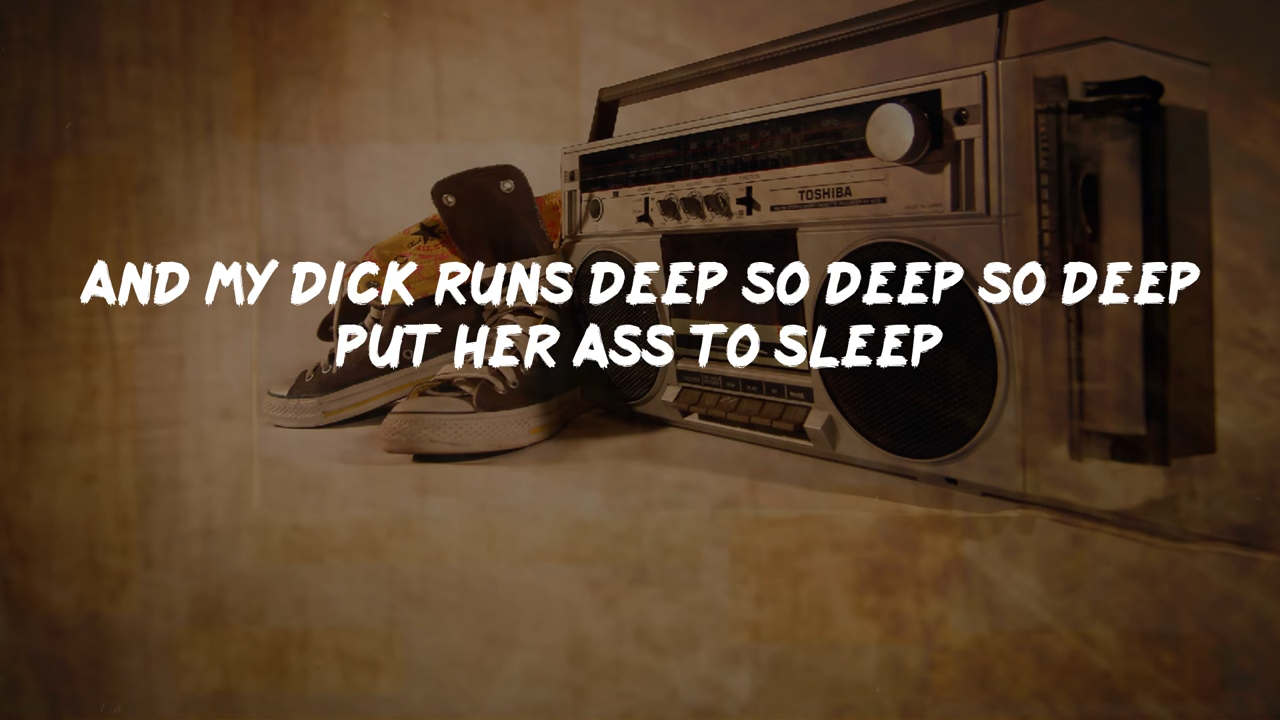 TOSHIBA
AND MY DICK RUNS DEEP SO DEEP SO DEEP
PUT HER ASS TO SLEEP